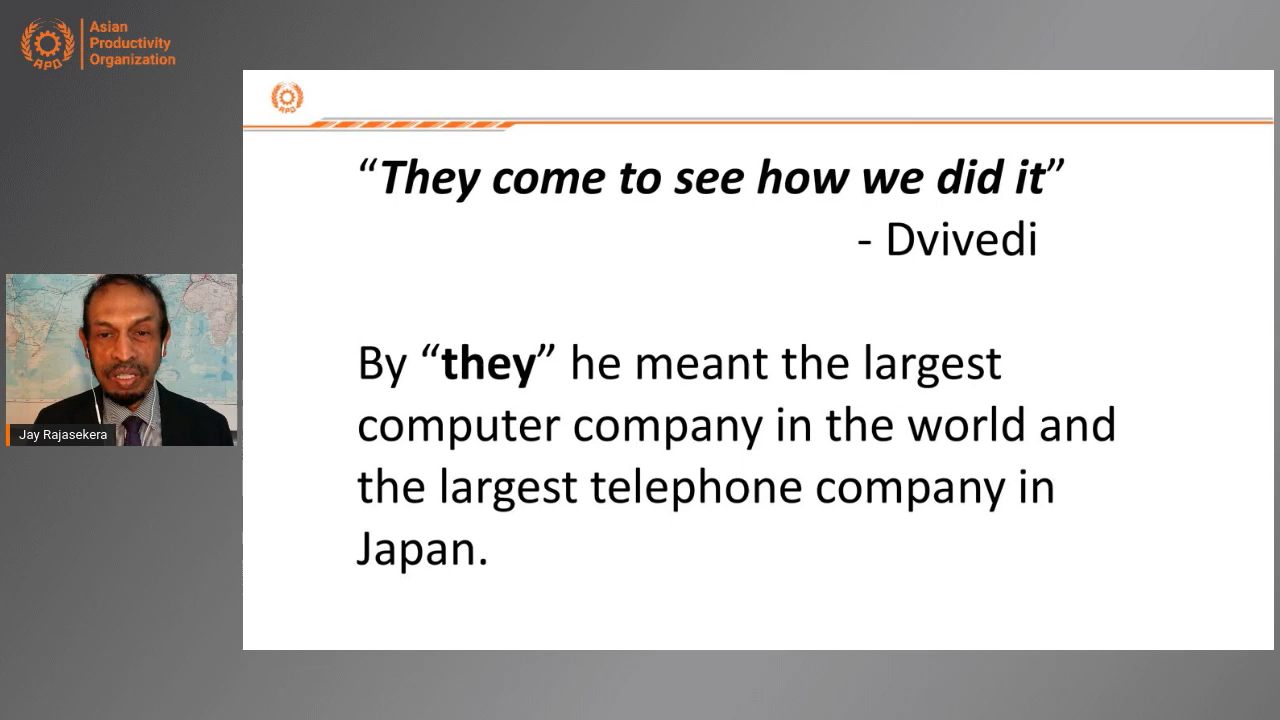 Asian
Productivity
Organization
APO
APO
“They come to see how we did it”
- Dvivedi
By “they” he meant the largest
computer company in the world and
the largest telephone company in
Japan.
Jay Rajasekera